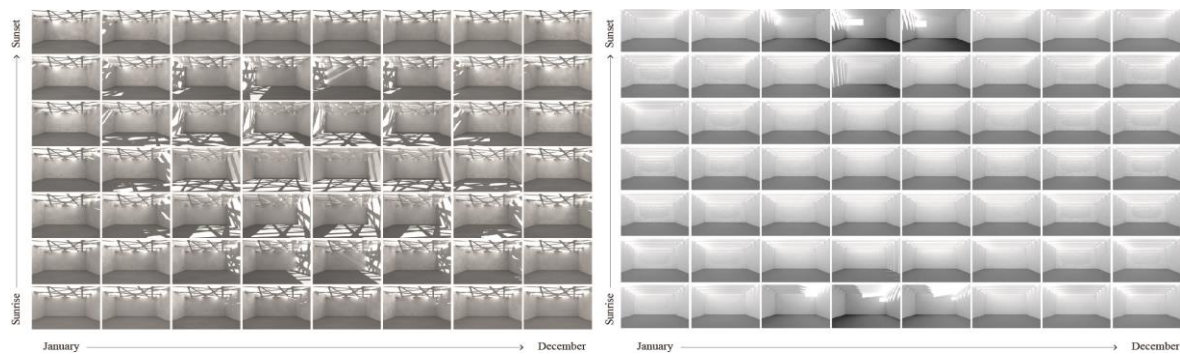 Sunset
Sunrise
January
December
Sunset
Sunrise
January
December